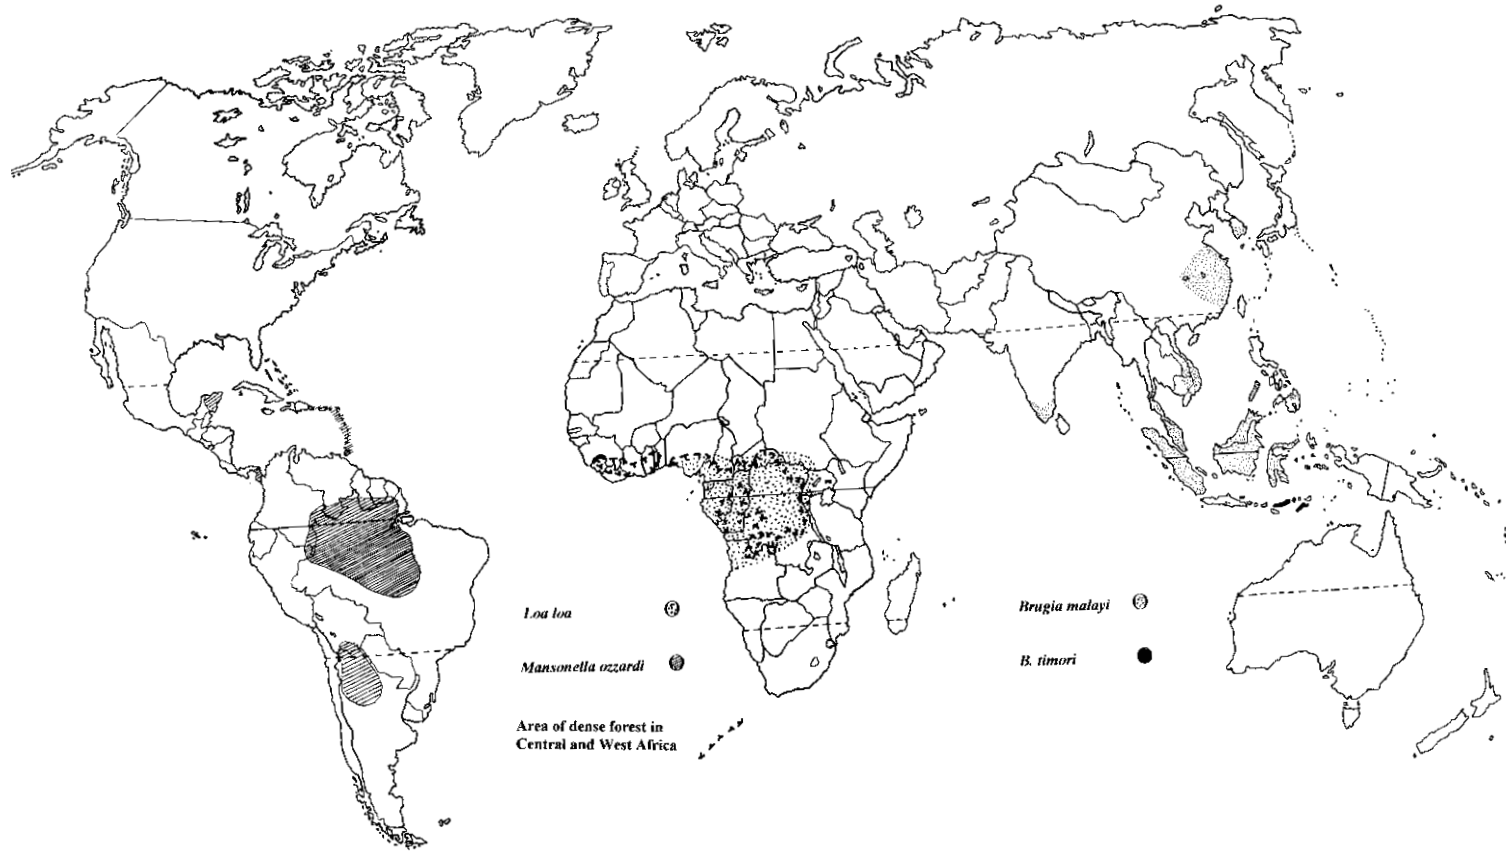 Loa loa
Mansonella ozzardi
Area of dense forest in
Central and West Africa
Brugia malayi
B. timori